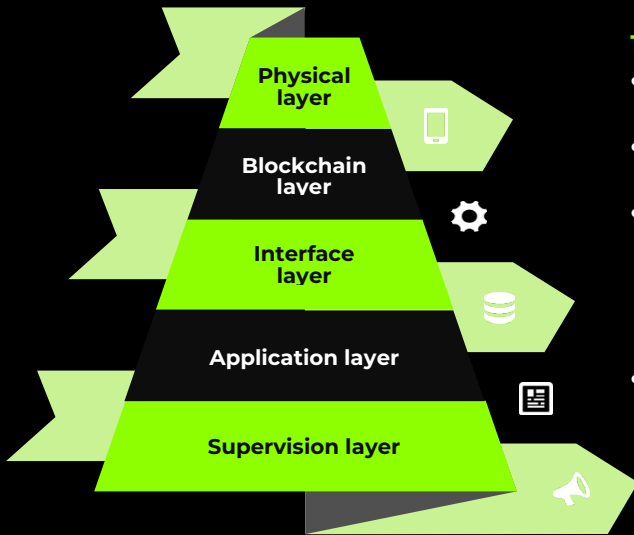 Physical
layer
Blockchain
layer
Interface
layer
Application layer
Supervision layer